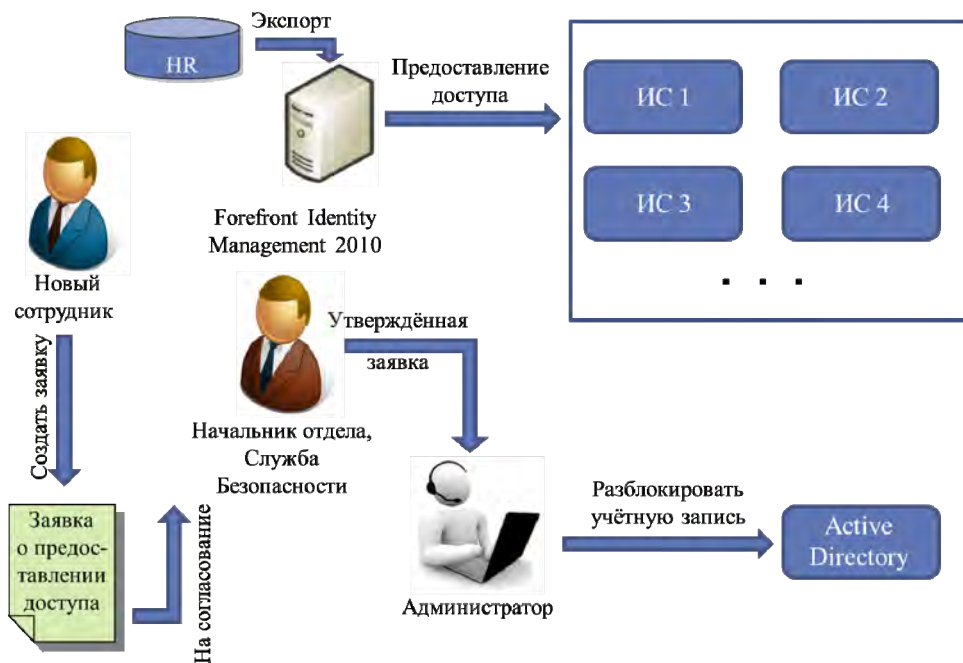 Экспорт
HR
Предоставление
доступа
ИС 1
ИС 2
ИС 3
ИС 4
. . .
Forefront Identity
Management 2010
Новый
сотрудник
Создать заявку
Утверждённая
заявка
Начальник отдела,
Служба
Безопасности
Заявка
о предос-
тавлении
доступа
На согласование
Администратор
Разблокировать
учётную запись
Active
Directory